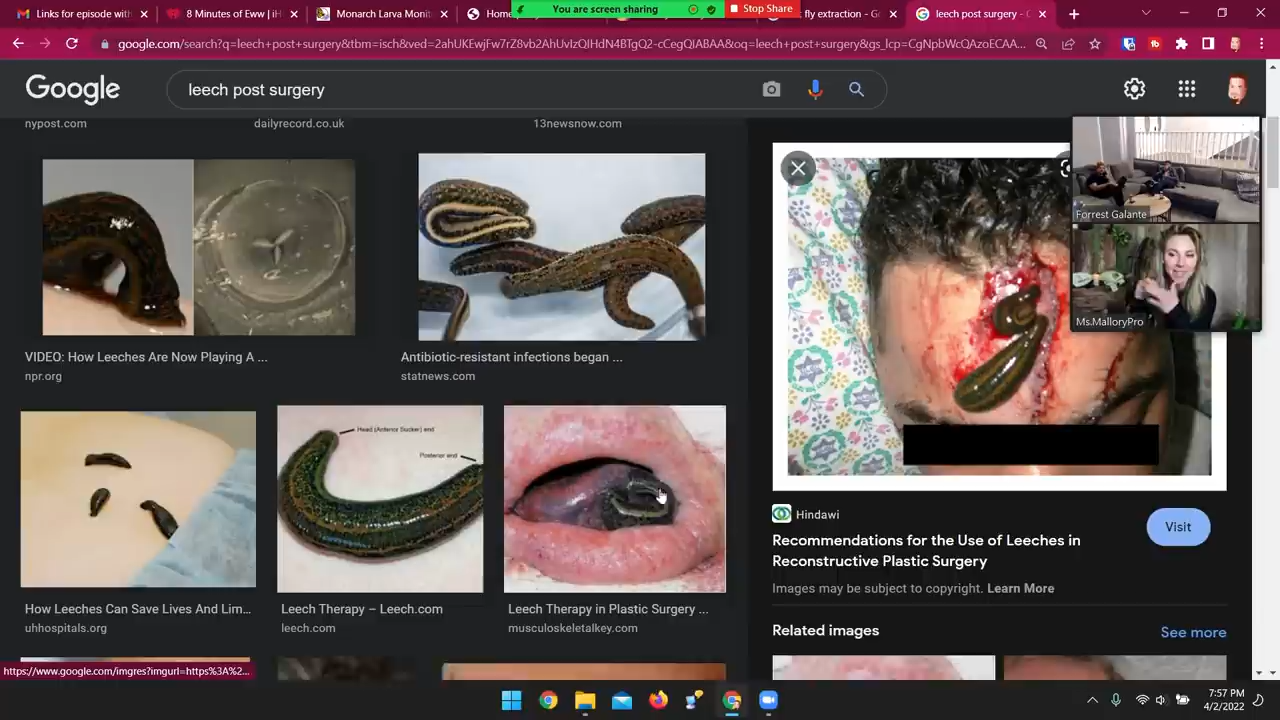 Links for episode with
8 Minutes of Eww (iH
Monarch Larva Monit
Hom
You are screen sharing
Stop Share
fly extraction - G
leech post surgery - G
google.com/search?q=leech+post+surgery&tbm=isch&ved=2ahUKEwjFw7rZ8vb2AhUvIzQIHdN4BTgQ2-cCegQIABAA&oq=leech+post+surgery&gs_lcp=CgNpbWcQAzoECAA...
Google
leech post surgery
nypost.com
dailyrecord.co.uk
13newsnow.com
Forrest Galante
Ms.MalloryPro
VIDEO: How Leeches Are Now Playing A ...
npr.org
Antibiotic-resistant infections began ...
statnews.com
Head (Anterior Sucker) end
Posterior end
How Leeches Can Save Lives And Lim...
uhhospitals.org
Leech Therapy – Leech.com
leech.com
Leech Therapy in Plastic Surgery ...
musculoskeletalkey.com
Hindawi
Visit
Recommendations for the Use of Leeches in
Reconstructive Plastic Surgery
Images may be subject to copyright. Learn More
Related images
See more
https://www.google.com/imgres?imgurl=https%3A%2...
7:57 PM
4/2/2022